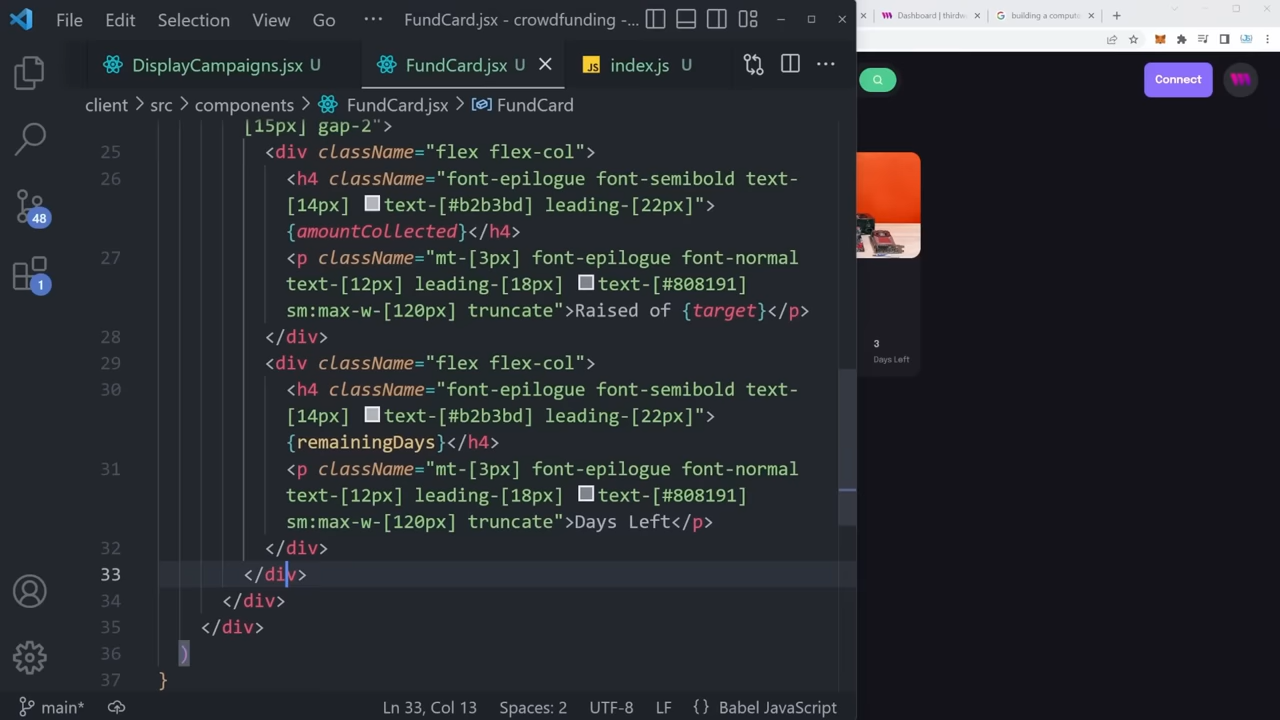 File Edit Selection View Go ··· FundCard.jsx - crowdfunding -...
Dashboard | thirdw
building a computa
DisplayCampaigns.jsx U
FundCard.jsx U
index.js U
Connect
client > src > components > FundCard.jsx > FundCard
[15px] gap-2">
25 <div className="flex flex-col">
26 <h4 className="font-epilogue font-semibold text-
[14px] text-[#b2b3bd] leading-[22px]">
{amountCollected}</h4>
27 <p className="mt-[3px] font-epilogue font-normal
text-[12px] leading-[18px] text-[#808191]
sm:max-w-[120px] truncate">Raised of {target}</p>
28 </div>
29 <div className="flex flex-col">
30 <h4 className="font-epilogue font-semibold text-
[14px] text-[#b2b3bd] leading-[22px]">
{remainingDays}</h4>
31 <p className="mt-[3px] font-epilogue font-normal
text-[12px] leading-[18px] text-[#808191]
sm:max-w-[120px] truncate">Days Left</p>
32 </div>
33 </div>
34 </div>
35 </div>
36 )
37 }
48
1
3
Days Left
main* Ln 33, Col 13 Spaces: 2 UTF-8 LF {} Babel JavaScript